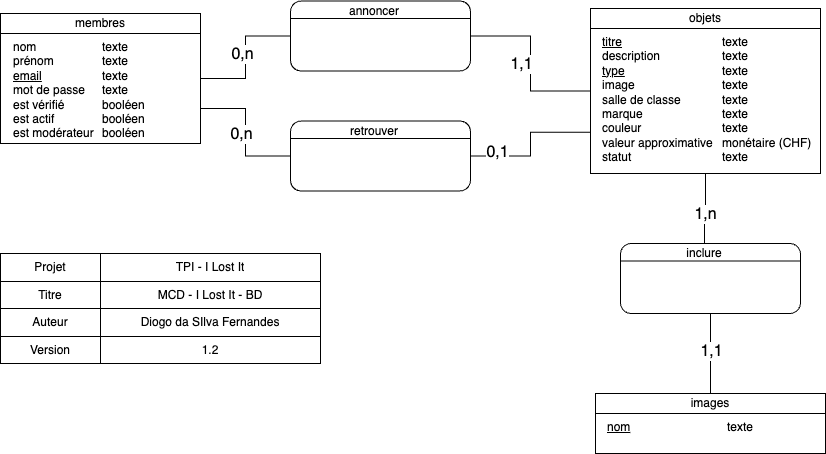 membres
nom texte
prénom texte
email texte
mot de passe texte
est vérifié booléen
est actif booléen
est modérateur booléen
0,n
annoncer
1,1
0,n
retrouver
0,1
objets
titre texte
description texte
type texte
image texte
salle de classe texte
marque texte
couleur texte
valeur approximative monétaire (CHF)
statut texte
1,n
inclure
1,1
images
nom texte
Projet TPI - I Lost It
Titre MCD - I Lost It - BD
Auteur Diogo da SIlva Fernandes
Version 1.2